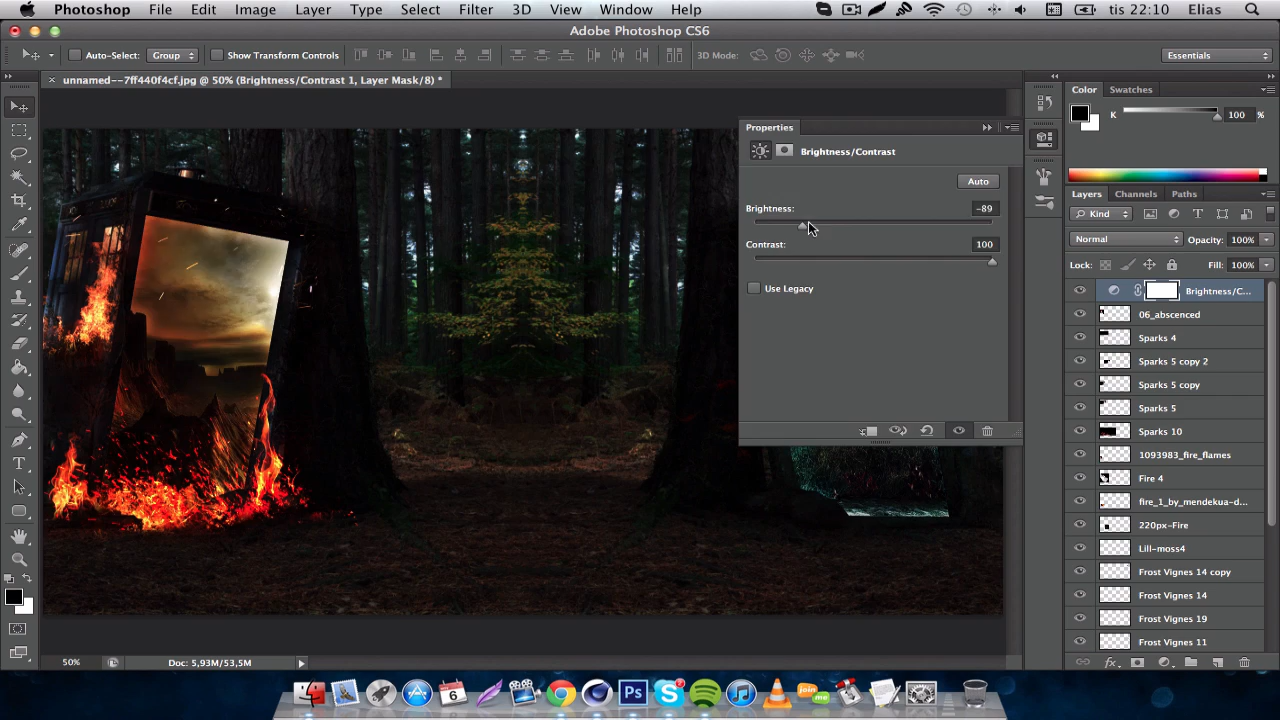 Photoshop File Edit Image Layer Type Select Filter 3D View Window Help tis 22:10 Elias
Adobe Photoshop CS6
Auto-Select: Group Show Transform Controls 3D Mode: Essentials
× unnamed--7ff440f4cf.jpg @ 50% (Brightness/Contrast 1, Layer Mask/8) *
Color Swatches
K 100 %
Properties
Brightness/Contrast
Auto
Brightness: -89
Contrast: 100
Use Legacy
Layers Channels Paths
Kind
Normal Opacity: 100%
Lock: Fill: 100%
Brightness/C...
06_abscenced
Sparks 4
Sparks 5 copy 2
Sparks 5 copy
Sparks 5
Sparks 10
1093983_fire_flames
Fire 4
fire_1_by_mendekua-d...
220px-Fire
Lill-moss4
Frost Vignes 14 copy
Frost Vignes 14
Frost Vignes 19
Frost Vignes 11
50% Doc: 5,93M/53,5M
fx
6
Ps
join me